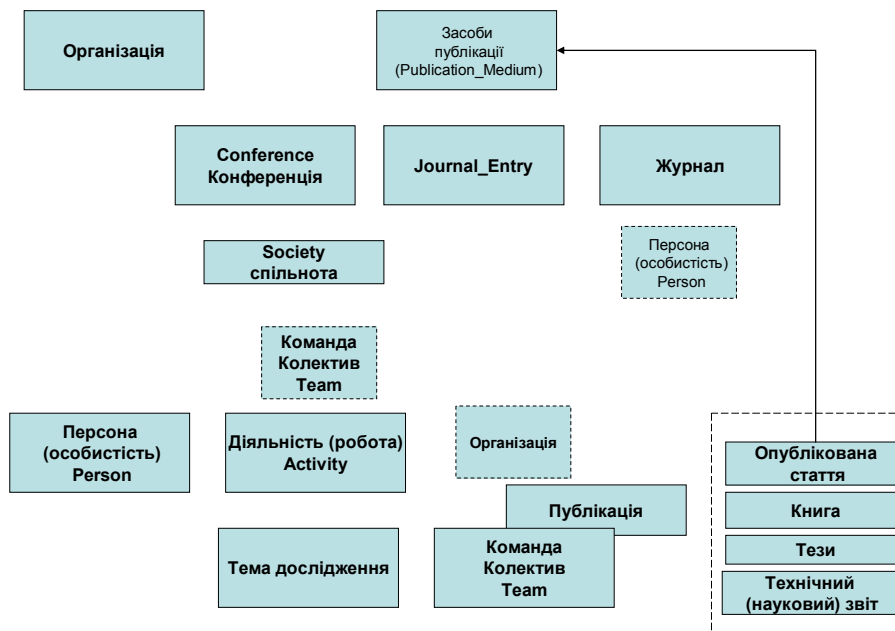 Організація
Засоби
публікації
(Publication_Medium)
Conference
Конференція
Journal_Entry
Журнал
Society
спільнота
Персона
(особистість)
Person
Команда
Колектив
Team
Персона
(особистість)
Person
Діяльність (робота)
Activity
Організація
Опублікована
стаття
Публікація
Книга
Тема дослідження
Команда
Колектив
Team
Тези
Технічний
(науковий) звіт